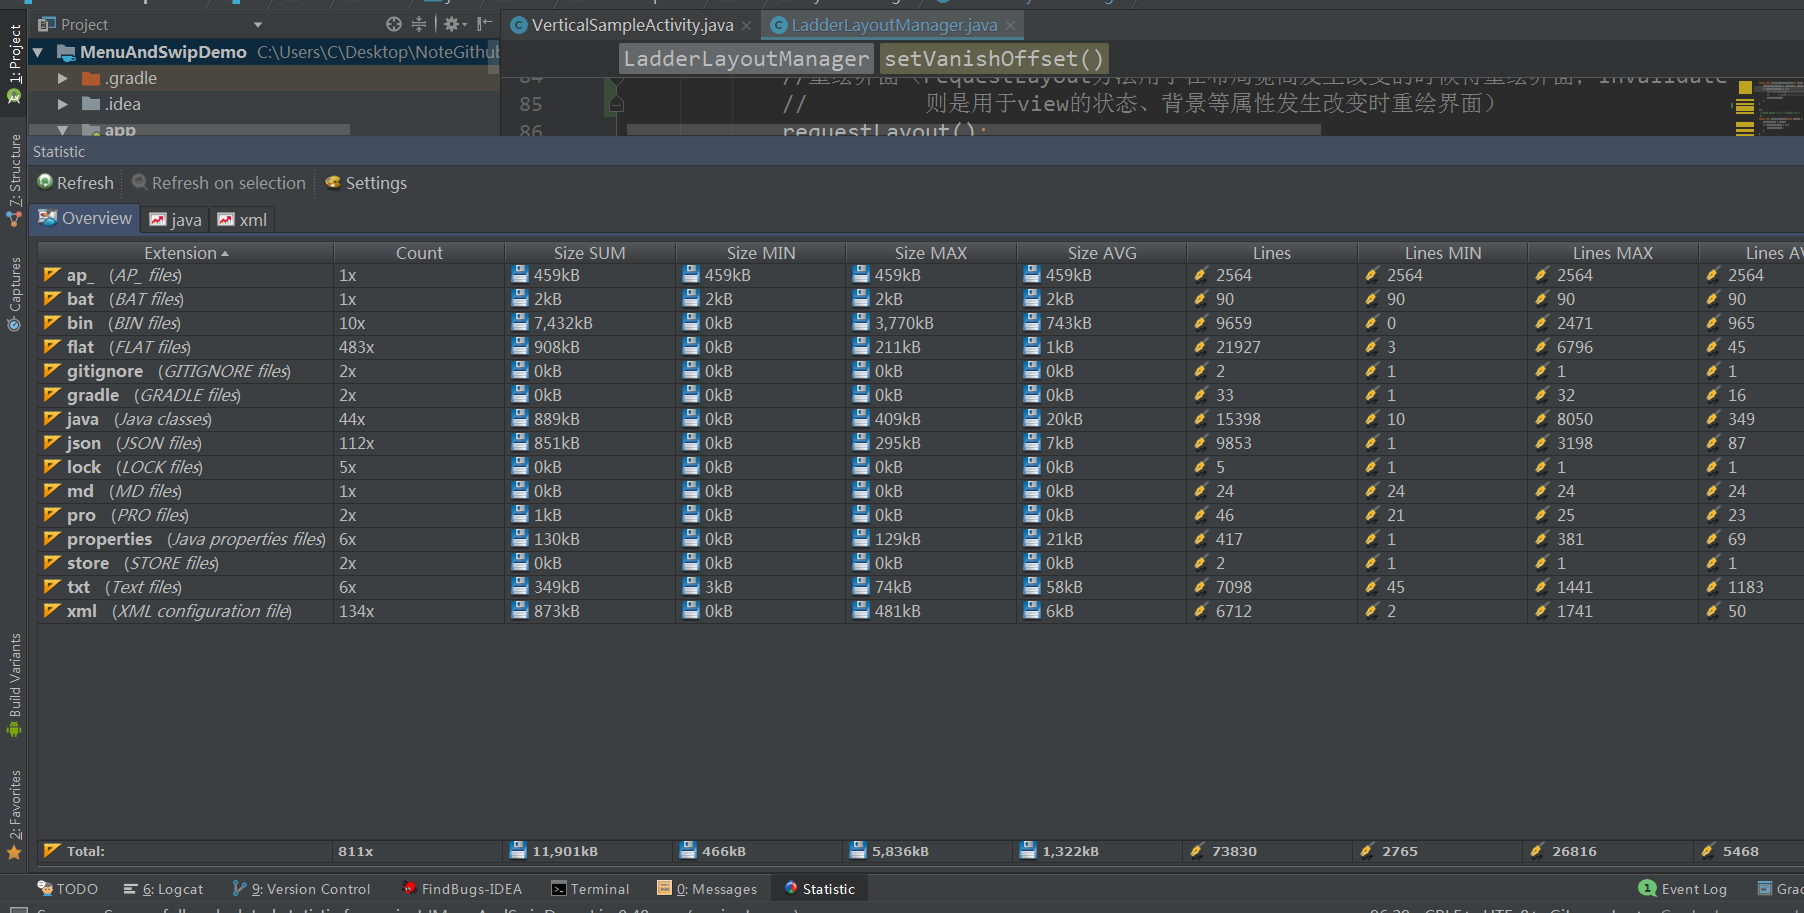 Project
VerticalSampleActivity.java
LadderLayoutManager.java
1: Project
MenuAndSwipDemo C:\Users\C\Desktop\NoteGithub
LadderLayoutManager setVanishOffset()
.gradle
85 // 则是用于view的状态、背景等属性发生改变时重绘界面）
.idea
86 requestLayout();
app
7: Structure
Statistic
Refresh Refresh on selection Settings
Overview java xml
Captures
Extension Count Size SUM Size MIN Size MAX Size AVG Lines Lines MIN Lines MAX Lines AV
ap_ (AP_ files) 1x 459kB 459kB 459kB 459kB 2564 2564 2564 2564
bat (BAT files) 1x 2kB 2kB 2kB 2kB 90 90 90 90
bin (BIN files) 10x 7,432kB 0kB 3,770kB 743kB 9659 0 2471 965
flat (FLAT files) 483x 908kB 0kB 211kB 1kB 21927 3 6796 45
gitignore (GITIGNORE files) 2x 0kB 0kB 0kB 0kB 2 1 1 1
gradle (GRADLE files) 2x 0kB 0kB 0kB 0kB 33 1 32 16
java (Java classes) 44x 889kB 0kB 409kB 20kB 15398 10 8050 349
json (JSON files) 112x 851kB 0kB 295kB 7kB 9853 1 3198 87
lock (LOCK files) 5x 0kB 0kB 0kB 0kB 5 1 1 1
md (MD files) 1x 0kB 0kB 0kB 0kB 24 24 24 24
pro (PRO files) 2x 1kB 0kB 0kB 0kB 46 21 25 23
properties (Java properties files) 6x 130kB 0kB 129kB 21kB 417 1 381 69
store (STORE files) 2x 0kB 0kB 0kB 0kB 2 1 1 1
txt (Text files) 6x 349kB 3kB 74kB 58kB 7098 45 1441 1183
xml (XML configuration file) 134x 873kB 0kB 481kB 6kB 6712 2 1741 50
Build Variants
2: Favorites
Total: 811x 11,901kB 466kB 5,836kB 1,322kB 73830 2765 26816 5468
TODO 6: Logcat 9: Version Control FindBugs-IDEA Terminal 0: Messages Statistic 1 Event Log Grad